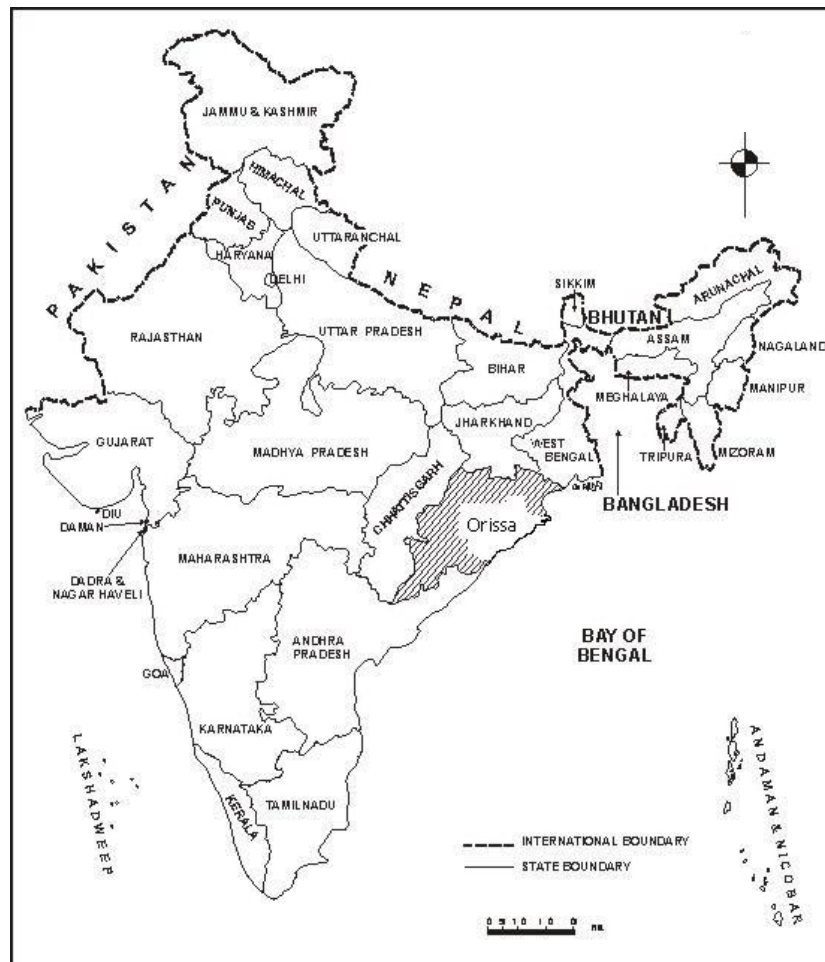 JAMMU & KASHMIR
HIMACHAL
PUNJAB
PAKISTAN
UTTARANCHAL
HARYANA
DELHI
NEPAL
SIKKIM
BHUTAN
ARUNACHAL
RAJASTHAN
UTTAR PRADESH
ASSAM
NAGALAND
BIHAR
MEGHALAYA
MANIPUR
JHARKHAND
GUJARAT
MADHYA PRADESH
WEST
BENGAL
TRIPURA
MIZORAM
CHHATTISGARH
BANGLADESH
DIU
DAMAN
Orissa
MAHARASHTRA
DADRA &
NAGAR HAVELI
ANDHRA
PRADESH
BAY OF
BENGAL
GOA
KARNATAKA
LAKSHADWEEP
KERALA
TAMILNADU
ANDAMAN & NICOBAR
INTERNATIONAL BOUNDARY
STATE BOUNDARY